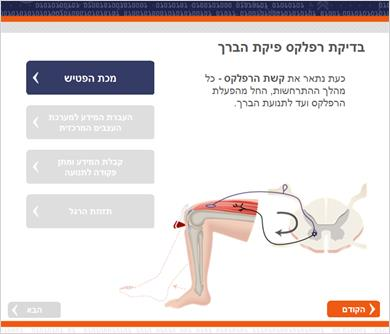 בדיקת רפלקס פיקת הברך
כעת נתאר את קשת הרפלקס - כל
מהלך ההתרחשות, החל מהפעלת
הרפלקס ועד לתנועת הברך.
מכת הפטיש
העברת המידע למערכת
העצבים המרכזית
קבלת המידע ומתן
פקודה לתנועה
תזוזת הרגל
הקודם
הבא